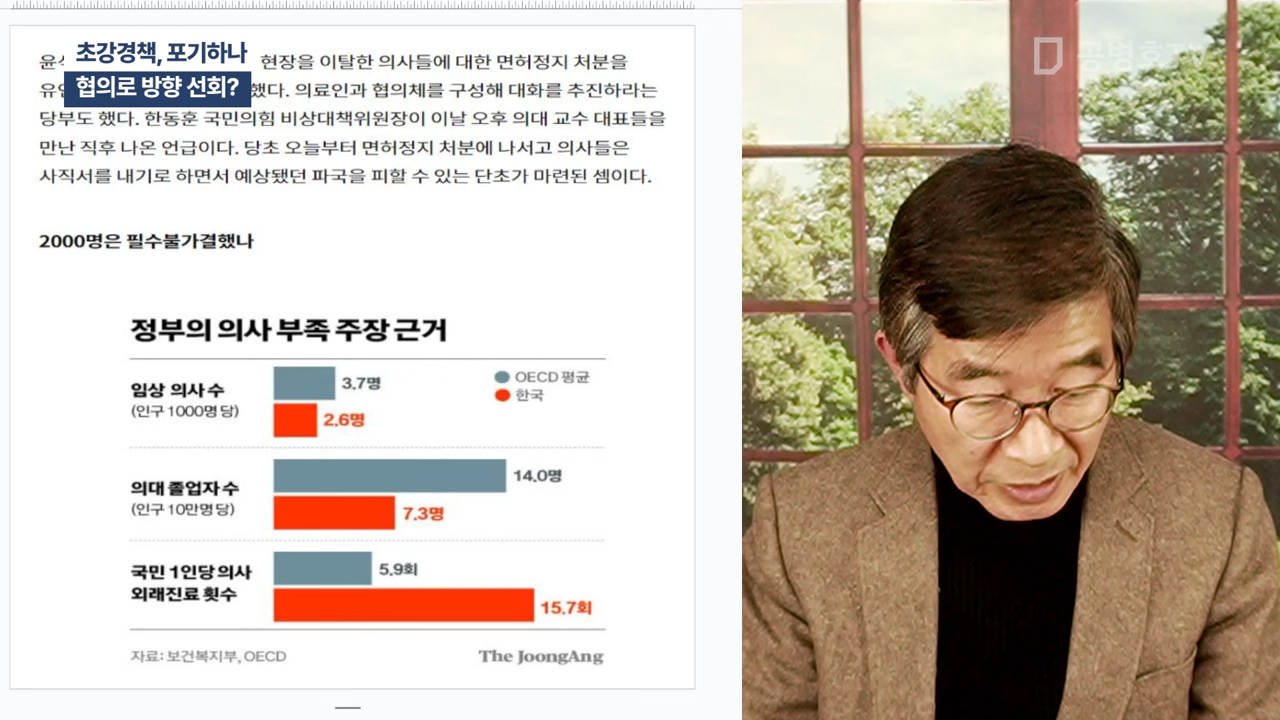 초강경책, 포기하나
협의로 방향 선회?
공병호TV
현장을 이탈한 의사들에 대한 면허정지 처분을
했다. 의료인과 협의체를 구성해 대화를 추진하라는
당부도 했다. 한동훈 국민의힘 비상대책위원장이 이날 오후 의대 교수 대표들을
만난 직후 나온 언급이다. 당초 오늘부터 면허정지 처분에 나서고 의사들은
사직서를 내기로 하면서 예상됐던 파국을 피할 수 있는 단초가 마련된 셈이다.
2000명은 필수불가결했나
정부의 의사 부족 주장 근거
OECD 평균
한국
임상 의사 수
(인구 1000명 당)
3.7명
2.6명
의대 졸업자 수
(인구 10만명 당)
14.0명
7.3명
국민 1인당 의사
외래진료 횟수
5.9회
15.7회
자료: 보건복지부, OECD
The JoongAng